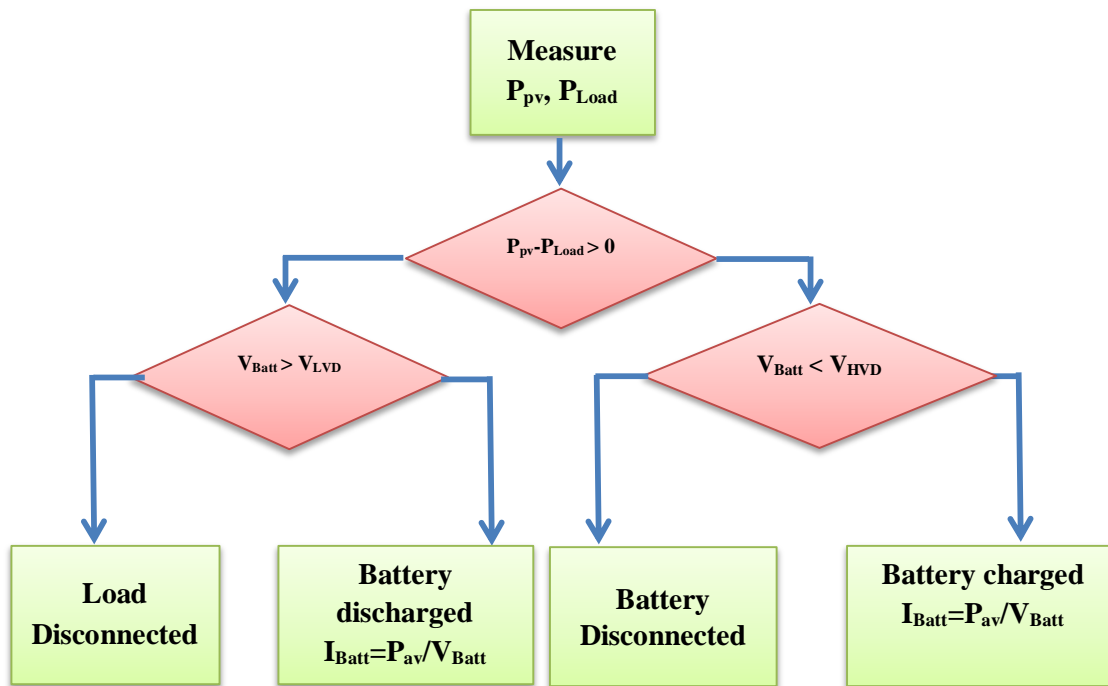 Measure
Ppv, PLoad
Ppv-PLoad > 0
VBatt > VLVD
VBatt < VHVD
Load
Disconnected
Battery
discharged
IBatt=Pav/VBatt
Battery
Disconnected
Battery charged
IBatt=Pav/VBatt